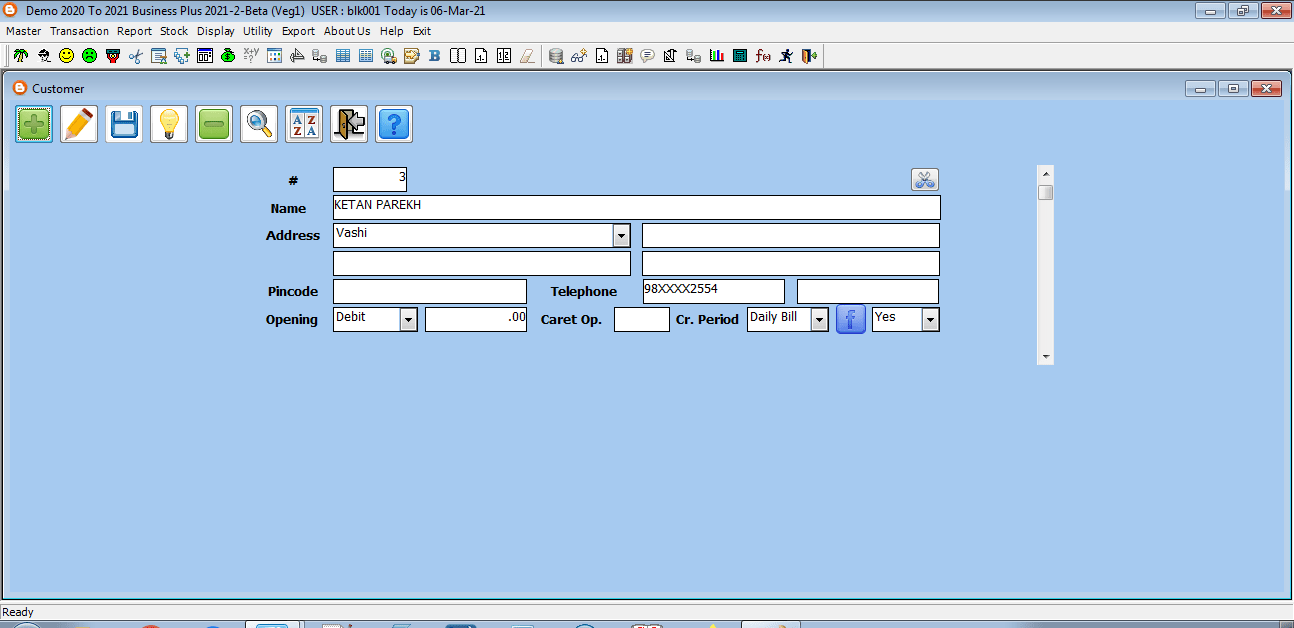 Demo 2020 To 2021 Business Plus 2021-2-Beta (Veg1) USER : blk001 Today is 06-Mar-21
Master Transaction Report Stock Display Utility Export About Us Help Exit
Customer
# 3
Name KETAN PAREKH
Address Vashi
Pincode Telephone 98XXXX2554
Opening Debit .00 Caret Op. Cr. Period Daily Bill f Yes
Ready